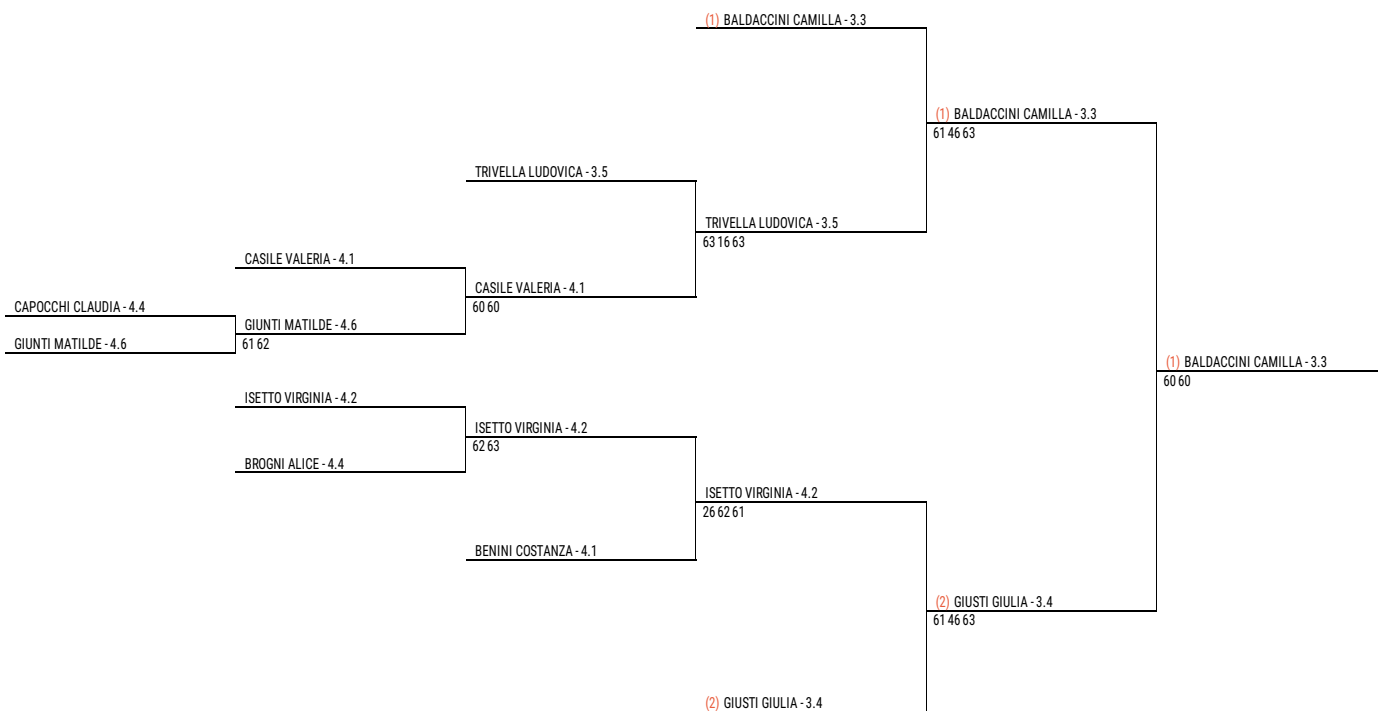 (1) BALDACCINI CAMILLA - 3.3
(1) BALDACCINI CAMILLA - 3.3
61 46 63
TRIVELLA LUDOVICA - 3.5
TRIVELLA LUDOVICA - 3.5
63 16 63
CASILE VALERIA - 4.1
CASILE VALERIA - 4.1
60 60
CAPOCCHI CLAUDIA - 4.4
GIUNTI MATILDE - 4.6
61 62
GIUNTI MATILDE - 4.6
(1) BALDACCINI CAMILLA - 3.3
60 60
ISETTO VIRGINIA - 4.2
ISETTO VIRGINIA - 4.2
62 63
BROGNI ALICE - 4.4
ISETTO VIRGINIA - 4.2
26 62 61
BENINI COSTANZA - 4.1
(2) GIUSTI GIULIA - 3.4
61 46 63
(2) GIUSTI GIULIA - 3.4